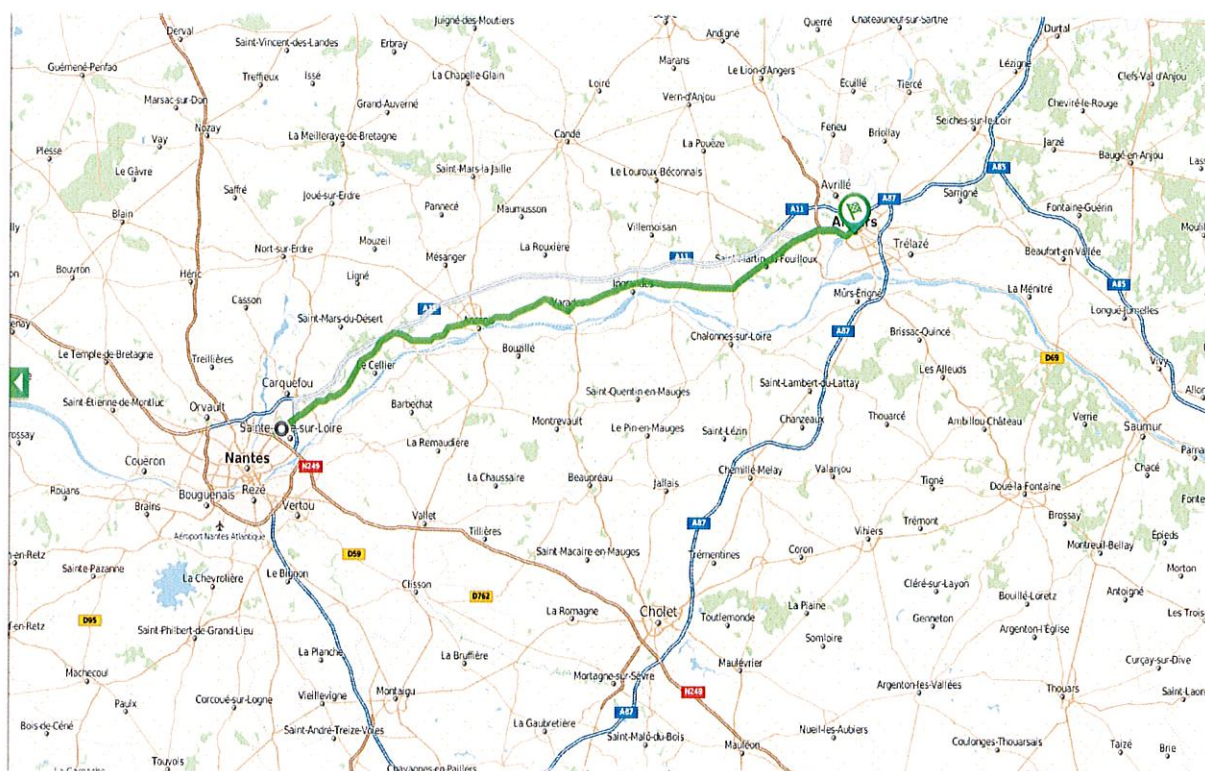 Juigné-des-Moutiers
Querré
Châteauneuf-sur-Sarthe
Derval
Saint-Vincent-des-Landes
Erbray
Andigné
Durtal
Guémené-Penfao
Treffieux
Issé
La Chapelle-Glain
Loiré
Marans
Le Lion-d'Angers
Écuillé
Tiercé
Lézigné
Clefs-Val d'Anjou
Marsac-sur-Don
Grand-Auverné
Vern-d'Anjou
Cheviré-le-Rouge
Vay
Nozay
La Meilleraye-de-Bretagne
Candé
Feneu
Briollay
Seiches-sur-le-Loir
Plessé
La Pouëze
Jarzé
Baugé-en-Anjou
Le Gâvre
Saint-Mars-la-Jaille
Le Louroux-Béconnais
A85
Saffré
Joué-sur-Erdre
Avrillé
A87
Sarrigné
Blain
Pannecé
Maumusson
A11
Fontaine-Guérin
Villemoisan
Nort-sur-Erdre
Mouzeil
La Rouxière
Trélazé
Beaufort-en-Vallée
Bouvron
Héric
Ligné
Mésanger
A11
A85
Casson
Mûrs-Erigné
La Ménitré
Saint-Mars-du-Désert
Varades
Longué-Jumelles
Brissac-Quincé
Le Temple-de-Bretagne
Treillières
Bouzillé
Chalonnes-sur-Loire
A87
D69
Vivy
Le Cellier
Les Alleuds
Carquefou
Saint-Lambert-du-Lattay
Saint-Étienne-de-Montluc
Orvault
Barbechat
Saint-Quentin-en-Mauges
Thouarcé
Verrie
Montrevault
Chanzeaux
Ambillou-Château
Saumur
Le Pin-en-Mauges
Saint-Lézin
La Remaudière
Couëron
Nantes
N249
Chemillé-Melay
Valanjou
Chacé
Rouans
Bouguenais
Rezé
La Chaussaire
Beaupréau
Jallais
Tigné
Doué-la-Fontaine
Brains
Vertou
Vallet
A87
Trémont
Brossay
Aéroport Nantes Atlantique
Tillières
Vihiers
Épieds
D59
Saint-Macaire-en-Mauges
Trémentines
Coron
Montreuil-Bellay
Sainte-Pazanne
La Chevrolière
Le Bignon
Clisson
Cléré-sur-Layon
Bouillé-Loretz
Antoigné
Morton
D762
La Romagne
Cholet
La Plaine
D95
Toutlemonde
Genneton
Saint-Philbert-de-Grand-Lieu
Somloire
Argenton-l'Église
La Planche
La Bruffière
Maulévrier
Curçay-sur-Dive
Machecoul
Mortagne-sur-Sèvre
N249
Argenton-les-Vallées
Thouars
Paulx
Corcoué-sur-Logne
Vieillevigne
Montaigu
A87
Bois-de-Céné
Saint-André-Treize-Voies
La Gaubretière
Saint-Malô-du-Bois
Mauléon
Nueil-les-Aubiers
Coulonges-Thouarsais
Taizé
Brie
Touvois
Chavagnes-en-Paillers